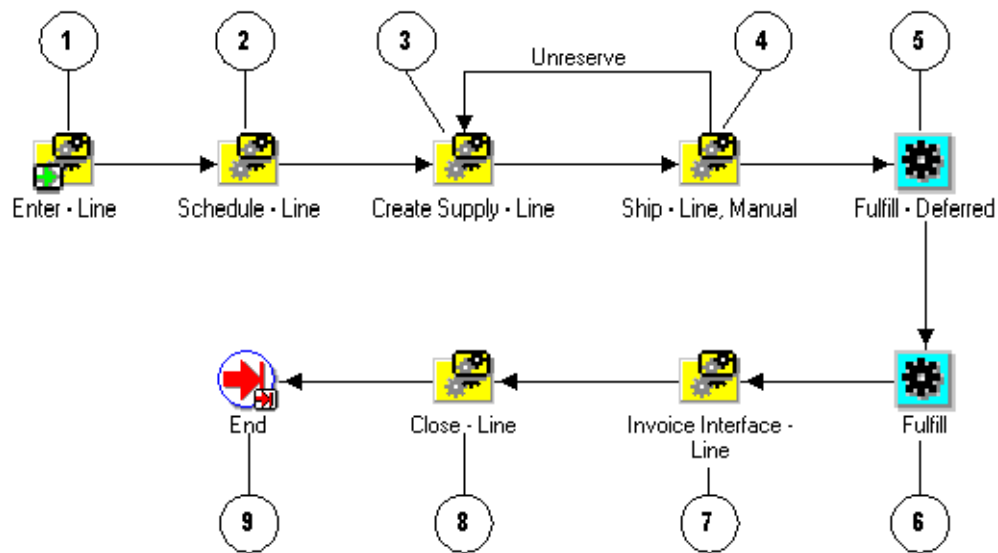 1
2
3
4
5
Unreserve
Enter - Line
Schedule - Line
Create Supply - Line
Ship - Line, Manual
Fulfill - Deferred
End
Close - Line
Invoice Interface -
Line
Fulfill
9
8
7
6